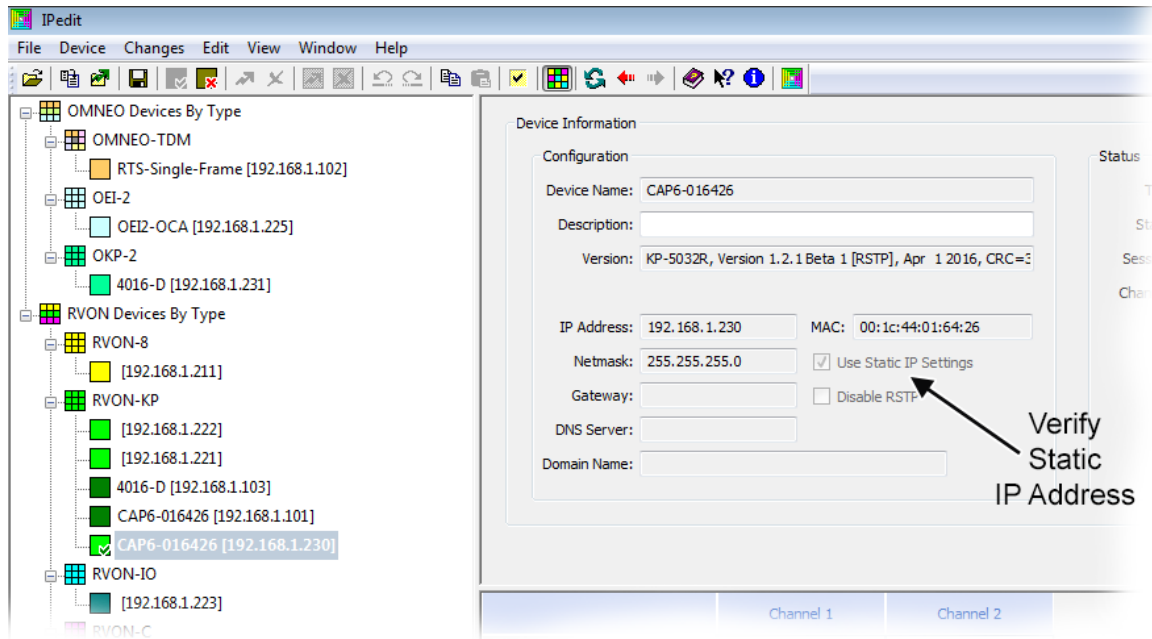 IPedit
File Device Changes Edit View Window Help
OMNEO Devices By Type
OMNEO-TDM
RTS-Single-Frame [192.168.1.102]
OEI-2
OEI2-OCA [192.168.1.225]
OKP-2
4016-D [192.168.1.231]
RVON Devices By Type
RVON-8
[192.168.1.211]
RVON-KP
[192.168.1.222]
[192.168.1.221]
4016-D [192.168.1.103]
CAP6-016426 [192.168.1.101]
CAP6-016426 [192.168.1.230]
RVON-IO
[192.168.1.223]
RVON-C
Device Information
Configuration
Device Name: CAP6-016426
Description:
Version: KP-5032R, Version 1.2.1 Beta 1 [RSTP], Apr 1 2016, CRC=3
IP Address: 192.168.1.230 MAC: 00:1c:44:01:64:26
Netmask: 255.255.255.0 Use Static IP Settings
Gateway: Disable RSTP
DNS Server:
Domain Name:
Verify
Static
IP Address
Status
Channel 1 Channel 2